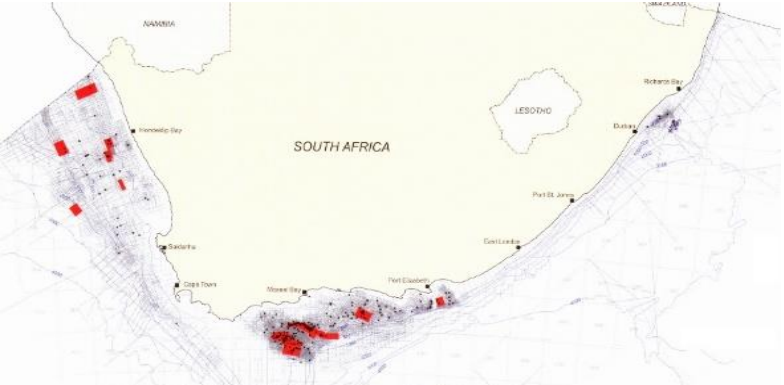 NAMIBIA
SWAZILAND
Richards Bay
LESOTHO
Hondeklip Bay
Durban
SOUTH AFRICA
Port St. Johns
Saldanha
East London
Cape Town
Mossel Bay
Port Elizabeth